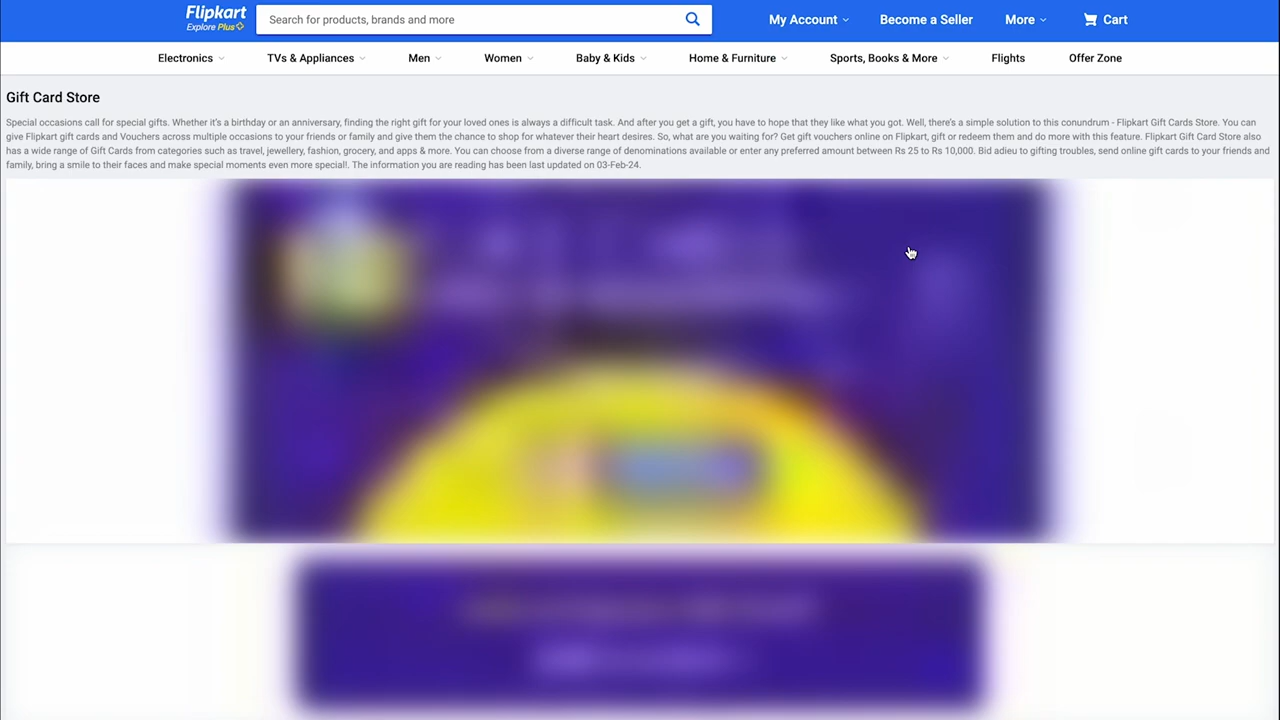 Flipkart
Explore Plus
Search for products, brands and more
My Account
Become a Seller
More
Cart
Electronics
TVs & Appliances
Men
Women
Baby & Kids
Home & Furniture
Sports, Books & More
Flights
Offer Zone
Gift Card Store
Special occasions call for special gifts. Whether it's a birthday or an anniversary, finding the right gift for your loved ones is always a difficult task. And after you get a gift, you have to hope that they like what you got. Well, there's a simple solution to this conundrum - Flipkart Gift Cards Store. You can
give Flipkart gift cards and Vouchers across multiple occasions to your friends or family and give them the chance to shop for whatever their heart desires. So, what are you waiting for? Get gift vouchers online on Flipkart, gift or redeem them and do more with this feature. Flipkart Gift Card Store also
has a wide range of Gift Cards from categories such as travel, jewellery, fashion, grocery, and apps & more. You can choose from a diverse range of denominations available or enter any preferred amount between Rs 25 to Rs 10,000. Bid adieu to gifting troubles, send online gift cards to your friends and
family, bring a smile to their faces and make special moments even more special!. The information you are reading has been last updated on 03-Feb-24.